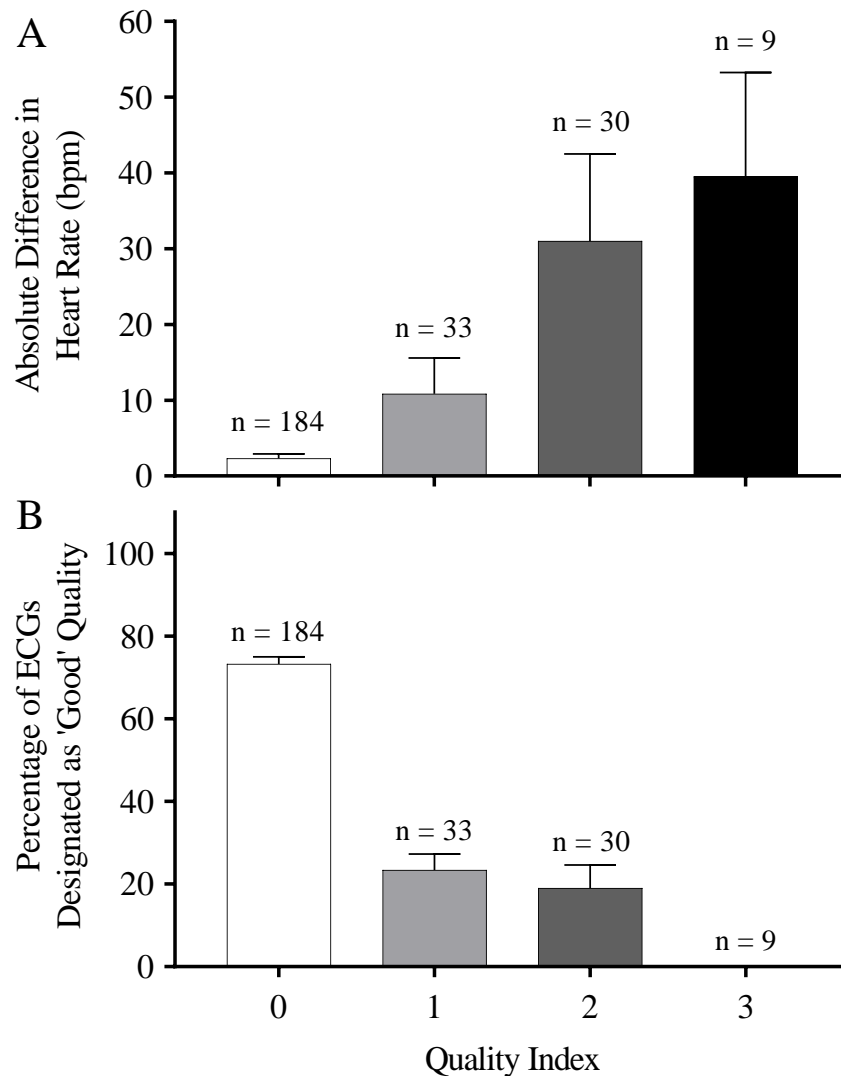 A
Absolute Difference in
Heart Rate (bpm)
60
50
40
30
20
10
0
n = 184
n = 33
n = 30
n = 9
B
Percentage of ECGs
Designated as 'Good' Quality
100
80
60
40
20
0
n = 184
n = 33
n = 30
n = 9
0 1 2 3
Quality Index